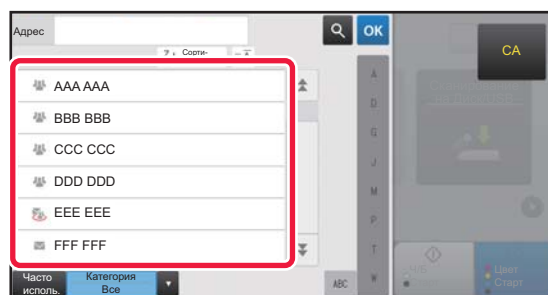 Адрес
OK
CA
Сорти-
AAA AAA
BBB BBB
CCC CCC
DDD DDD
EEE EEE
FFF FFF
A
D
G
J
M
P
T
Часто
исполь.
Категория
Все
ABC
Ч/Б
Цвет
Старт